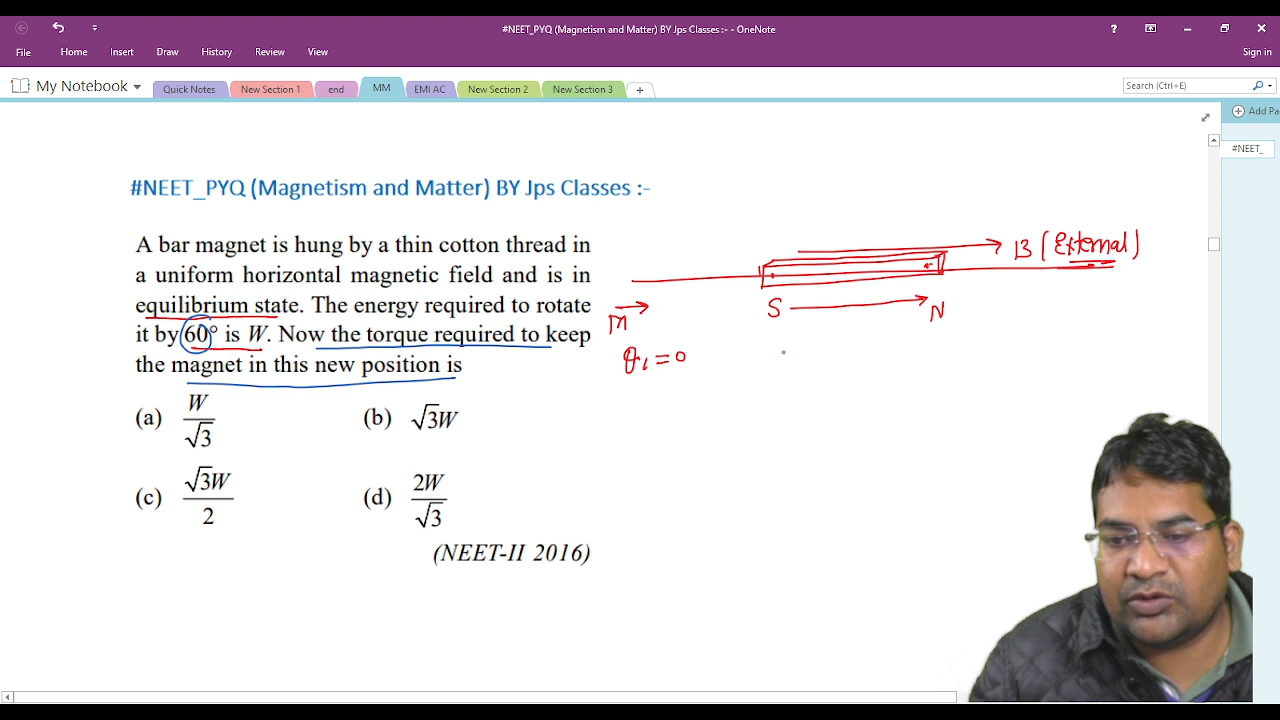 #NEET_PYQ (Magnetism and Matter) BY Jps Classes :- - OneNote
File Home Insert Draw History Review View
Sign in
My Notebook Quick Notes New Section 1 end MM EMI AC New Section 2 New Section 3
Search (Ctrl+E)
Add Pa
#NEET_
#NEET_PYQ (Magnetism and Matter) BY Jps Classes :-
A bar magnet is hung by a thin cotton thread in
a uniform horizontal magnetic field and is in
equilibrium state. The energy required to rotate
it by 60° is W. Now the torque required to keep
the magnet in this new position is
(a) W/√3 (b) √3W
(c) √3W/2 (d) 2W/√3
(NEET-II 2016)
B (External)
S N
M
θ₁ = 0